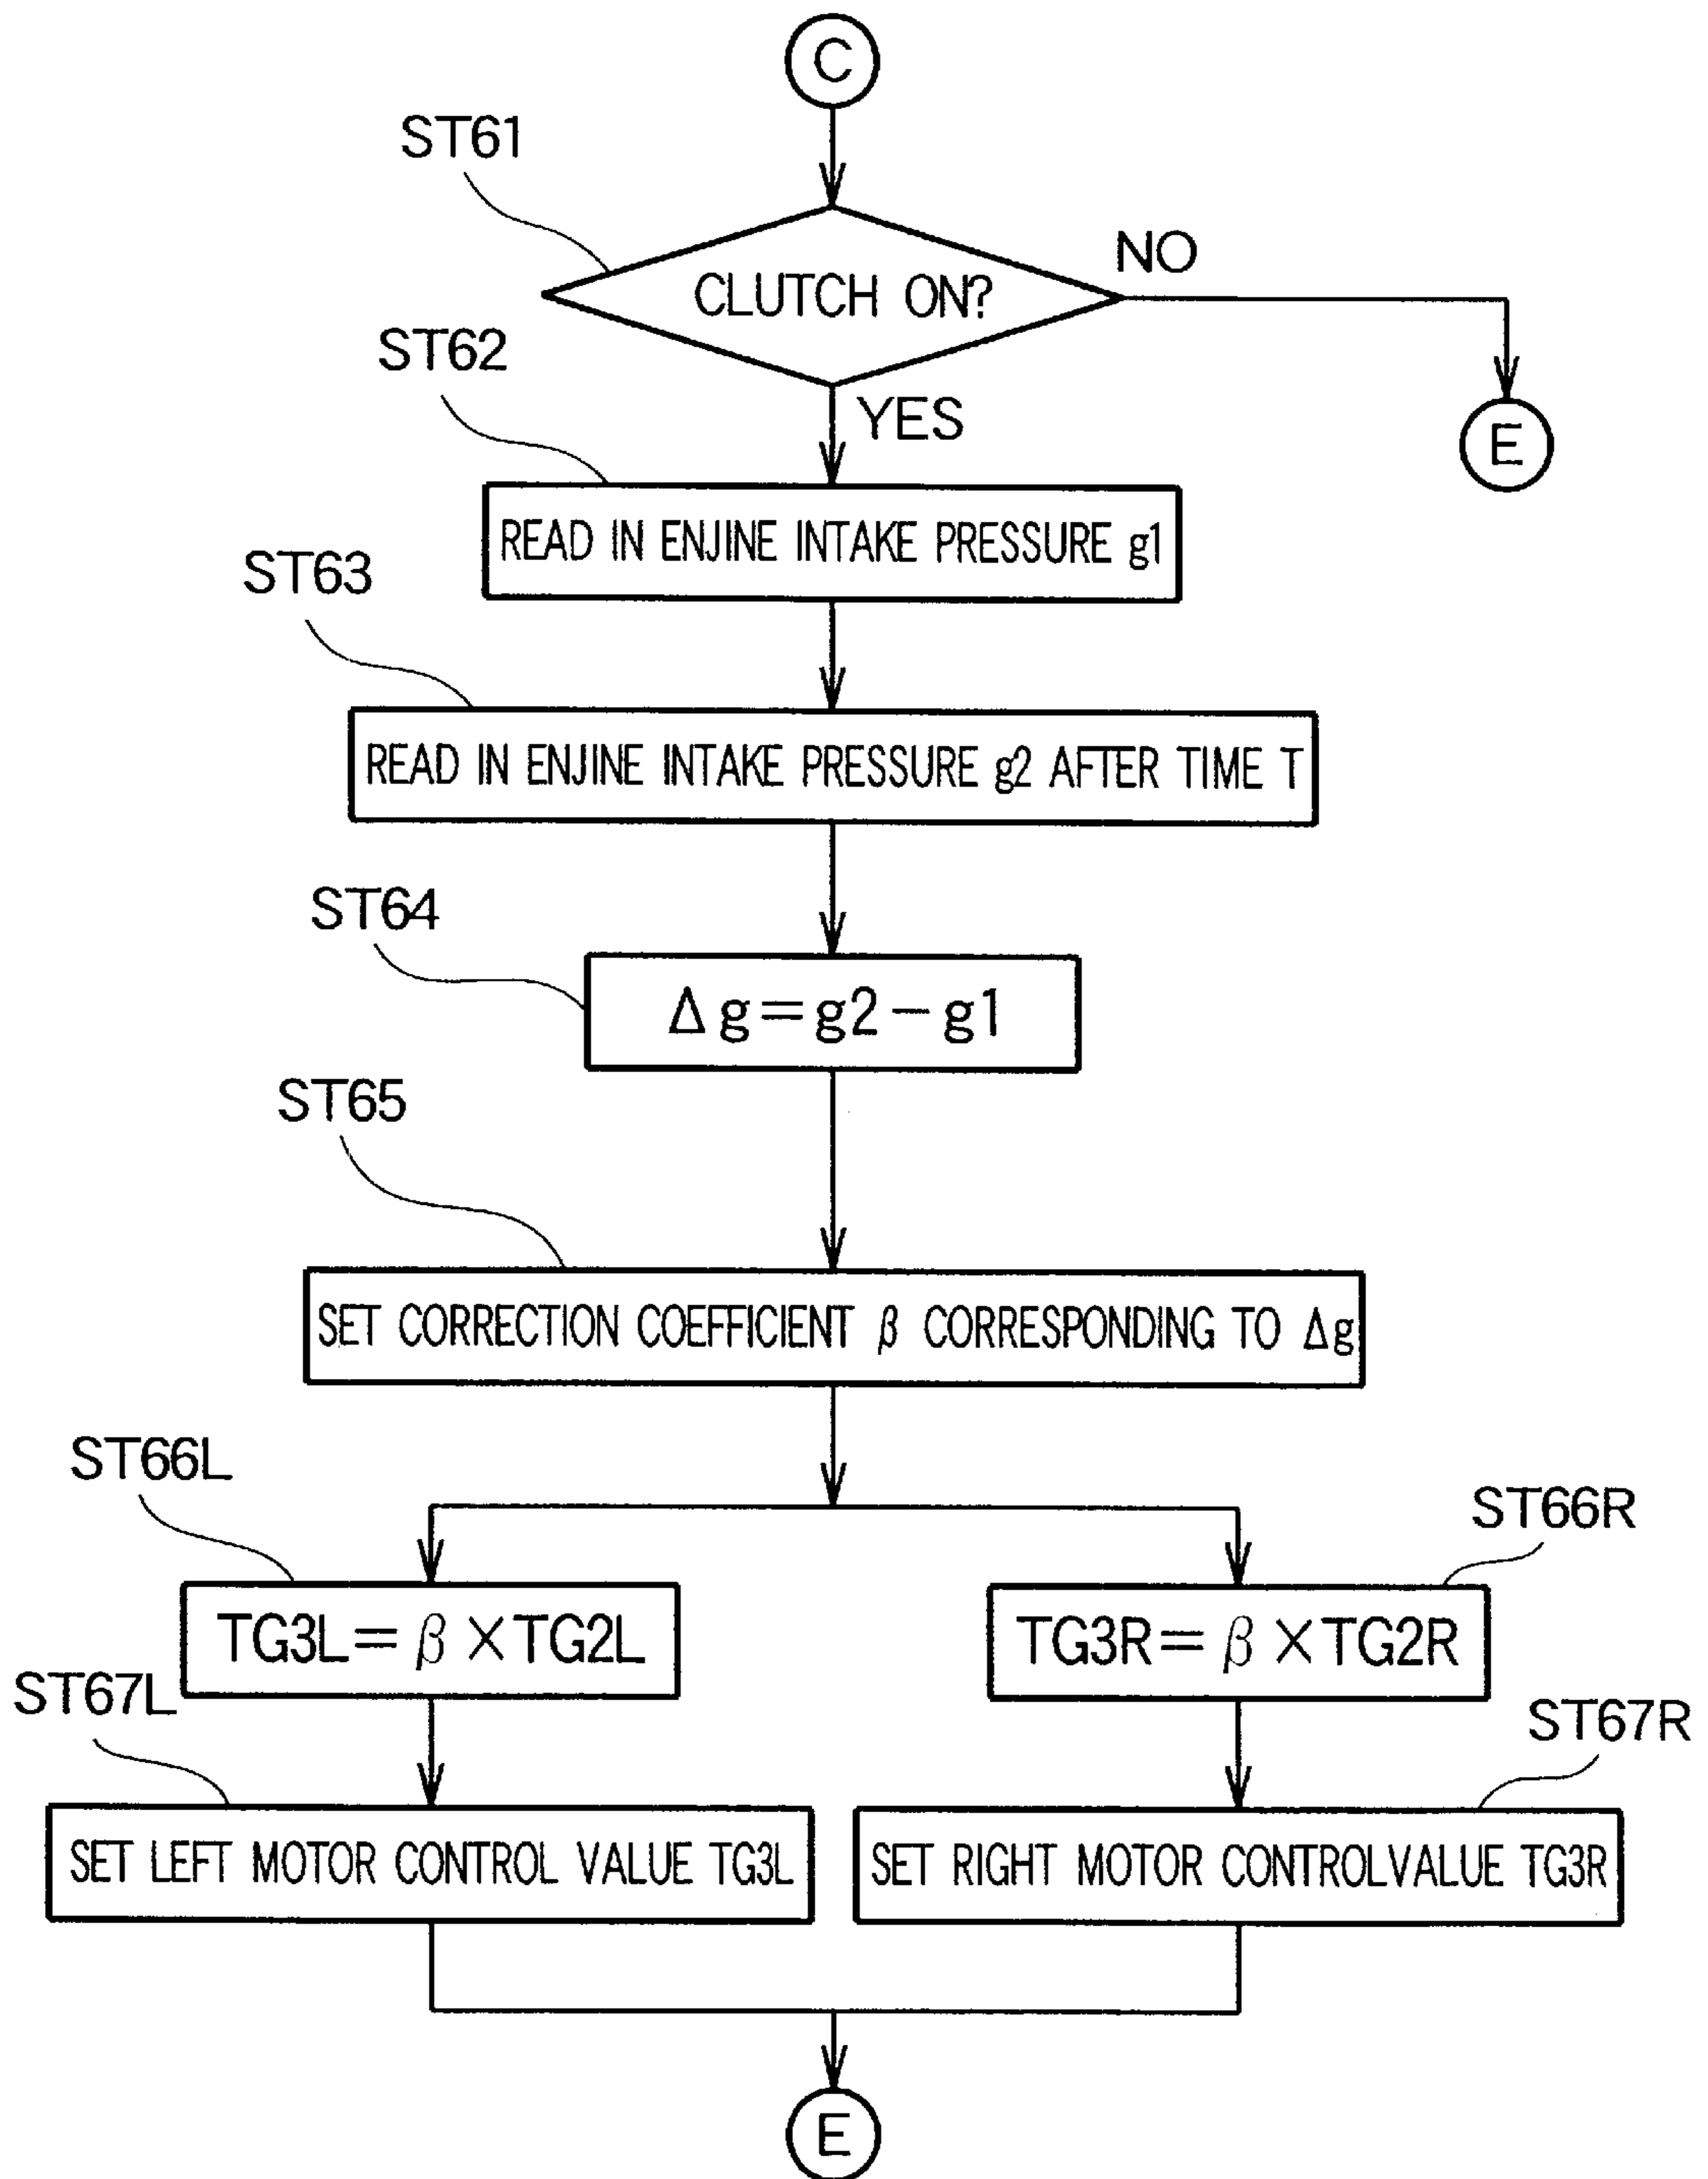 C
ST61
CLUTCH ON?
NO
ST62
YES
E
READ IN ENJINE INTAKE PRESSURE g1
ST63
READ IN ENJINE INTAKE PRESSURE g2 AFTER TIME T
ST64
Δg=g2-g1
ST65
SET CORRECTION COEFFICIENT β CORRESPONDING TO Δg
ST66L
ST66R
TG3L=β×TG2L
TG3R=β×TG2R
ST67L
ST67R
SET LEFT MOTOR CONTROL VALUE TG3L
SET RIGHT MOTOR CONTROLVALUE TG3R
E